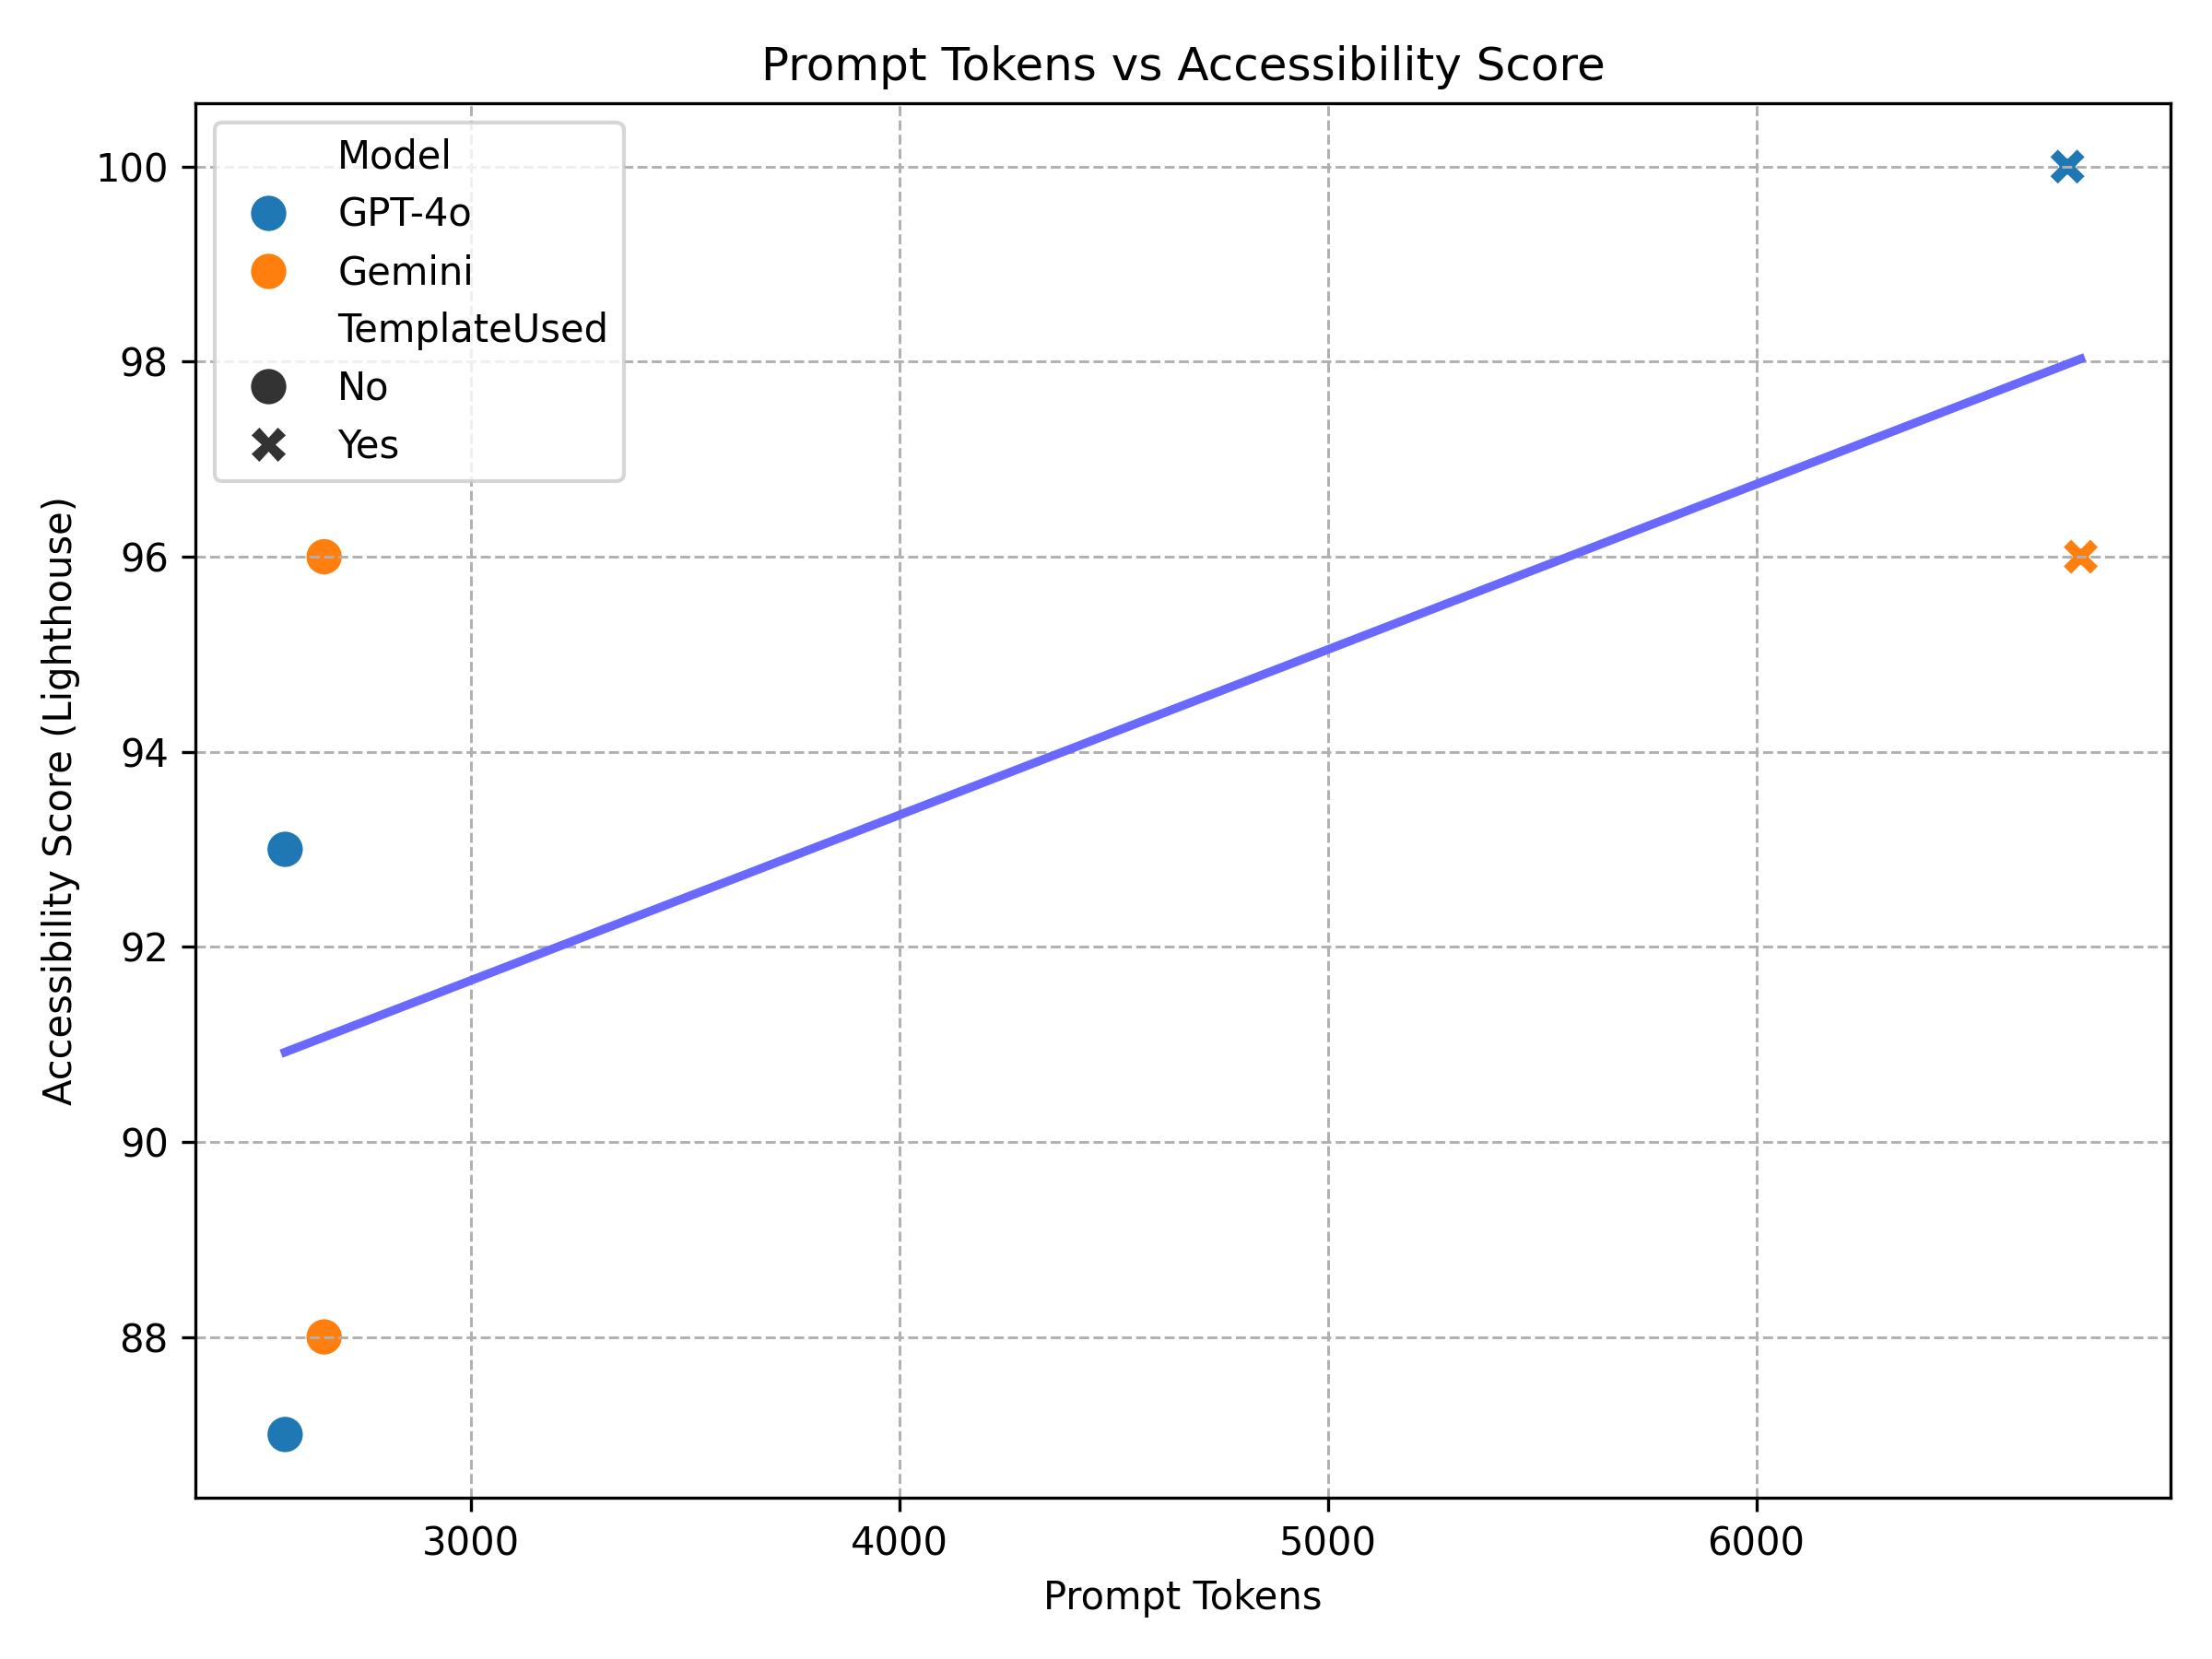 Prompt Tokens vs Accessibility Score
Model
GPT-4o
Gemini
TemplateUsed
No
Yes
Accessibility Score (Lighthouse)
100
98
96
94
92
90
88
3000
4000
5000
6000
Prompt Tokens